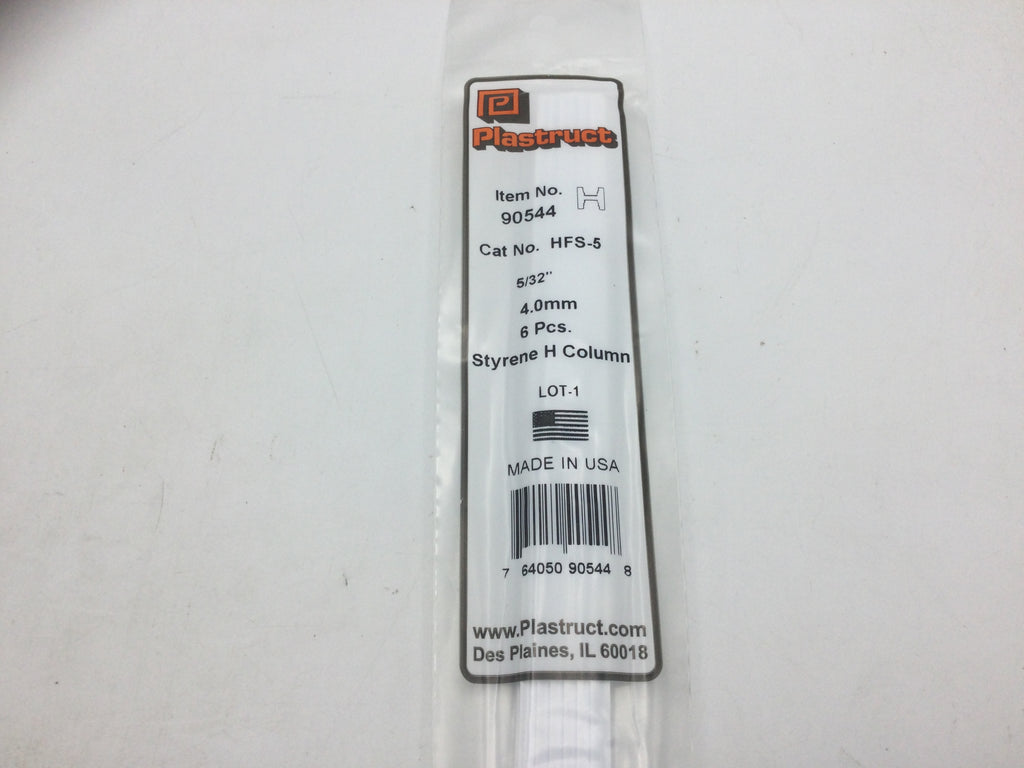 P
Plastruct
Item No.
90544
Cat No. HFS-5
5/32"
4.0mm
6 Pcs.
Styrene H Column
LOT-1
MADE IN USA
7 64050 90544 8
www.Plastruct.com
Des Plaines, IL 60018